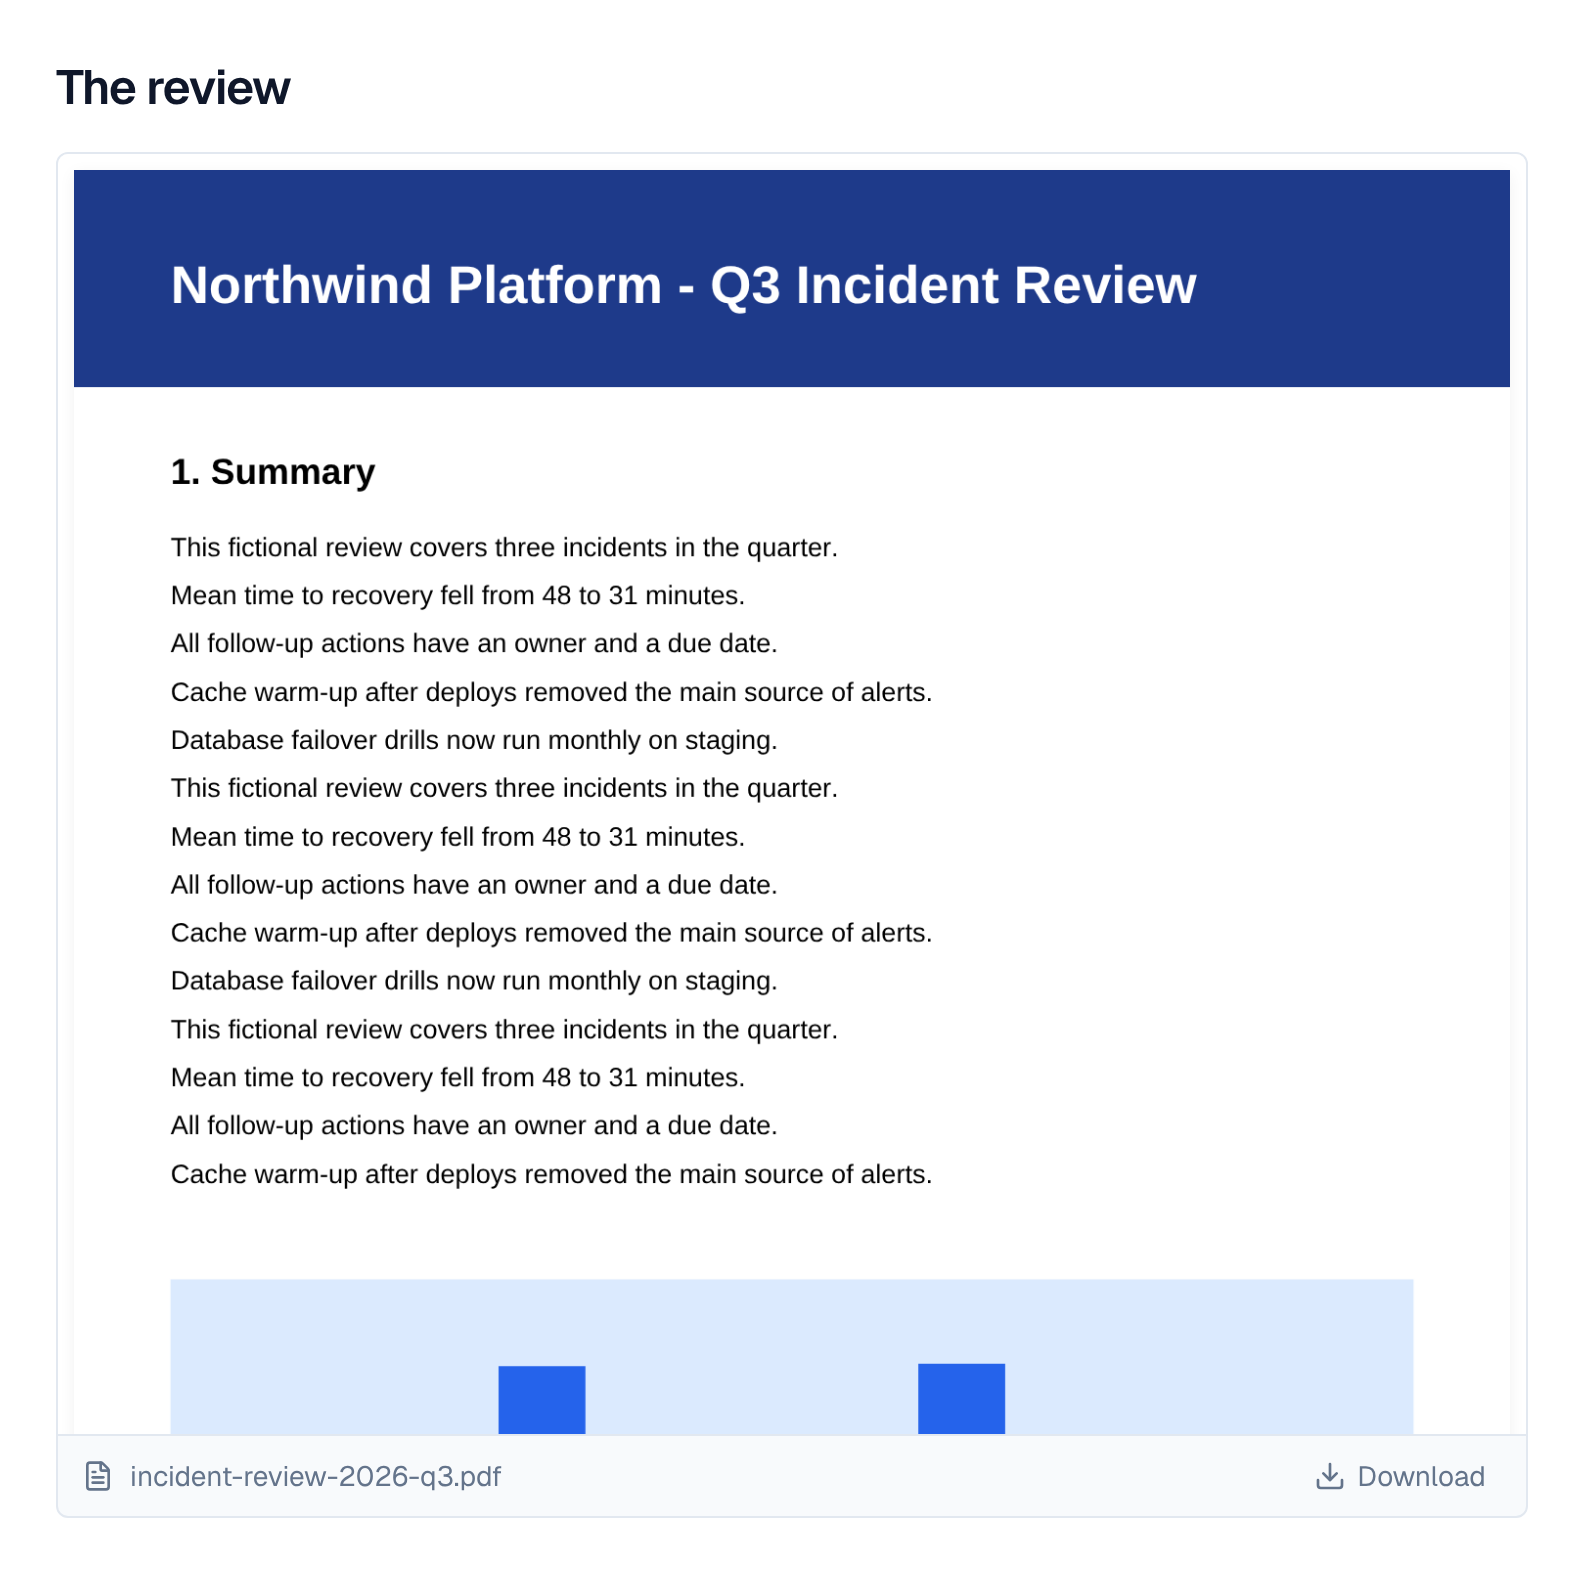 The review
Northwind Platform - Q3 Incident Review
1. Summary
This fictional review covers three incidents in the quarter.
Mean time to recovery fell from 48 to 31 minutes.
All follow-up actions have an owner and a due date.
Cache warm-up after deploys removed the main source of alerts.
Database failover drills now run monthly on staging.
This fictional review covers three incidents in the quarter.
Mean time to recovery fell from 48 to 31 minutes.
All follow-up actions have an owner and a due date.
Cache warm-up after deploys removed the main source of alerts.
Database failover drills now run monthly on staging.
This fictional review covers three incidents in the quarter.
Mean time to recovery fell from 48 to 31 minutes.
All follow-up actions have an owner and a due date.
Cache warm-up after deploys removed the main source of alerts.
incident-review-2026-q3.pdf
Download